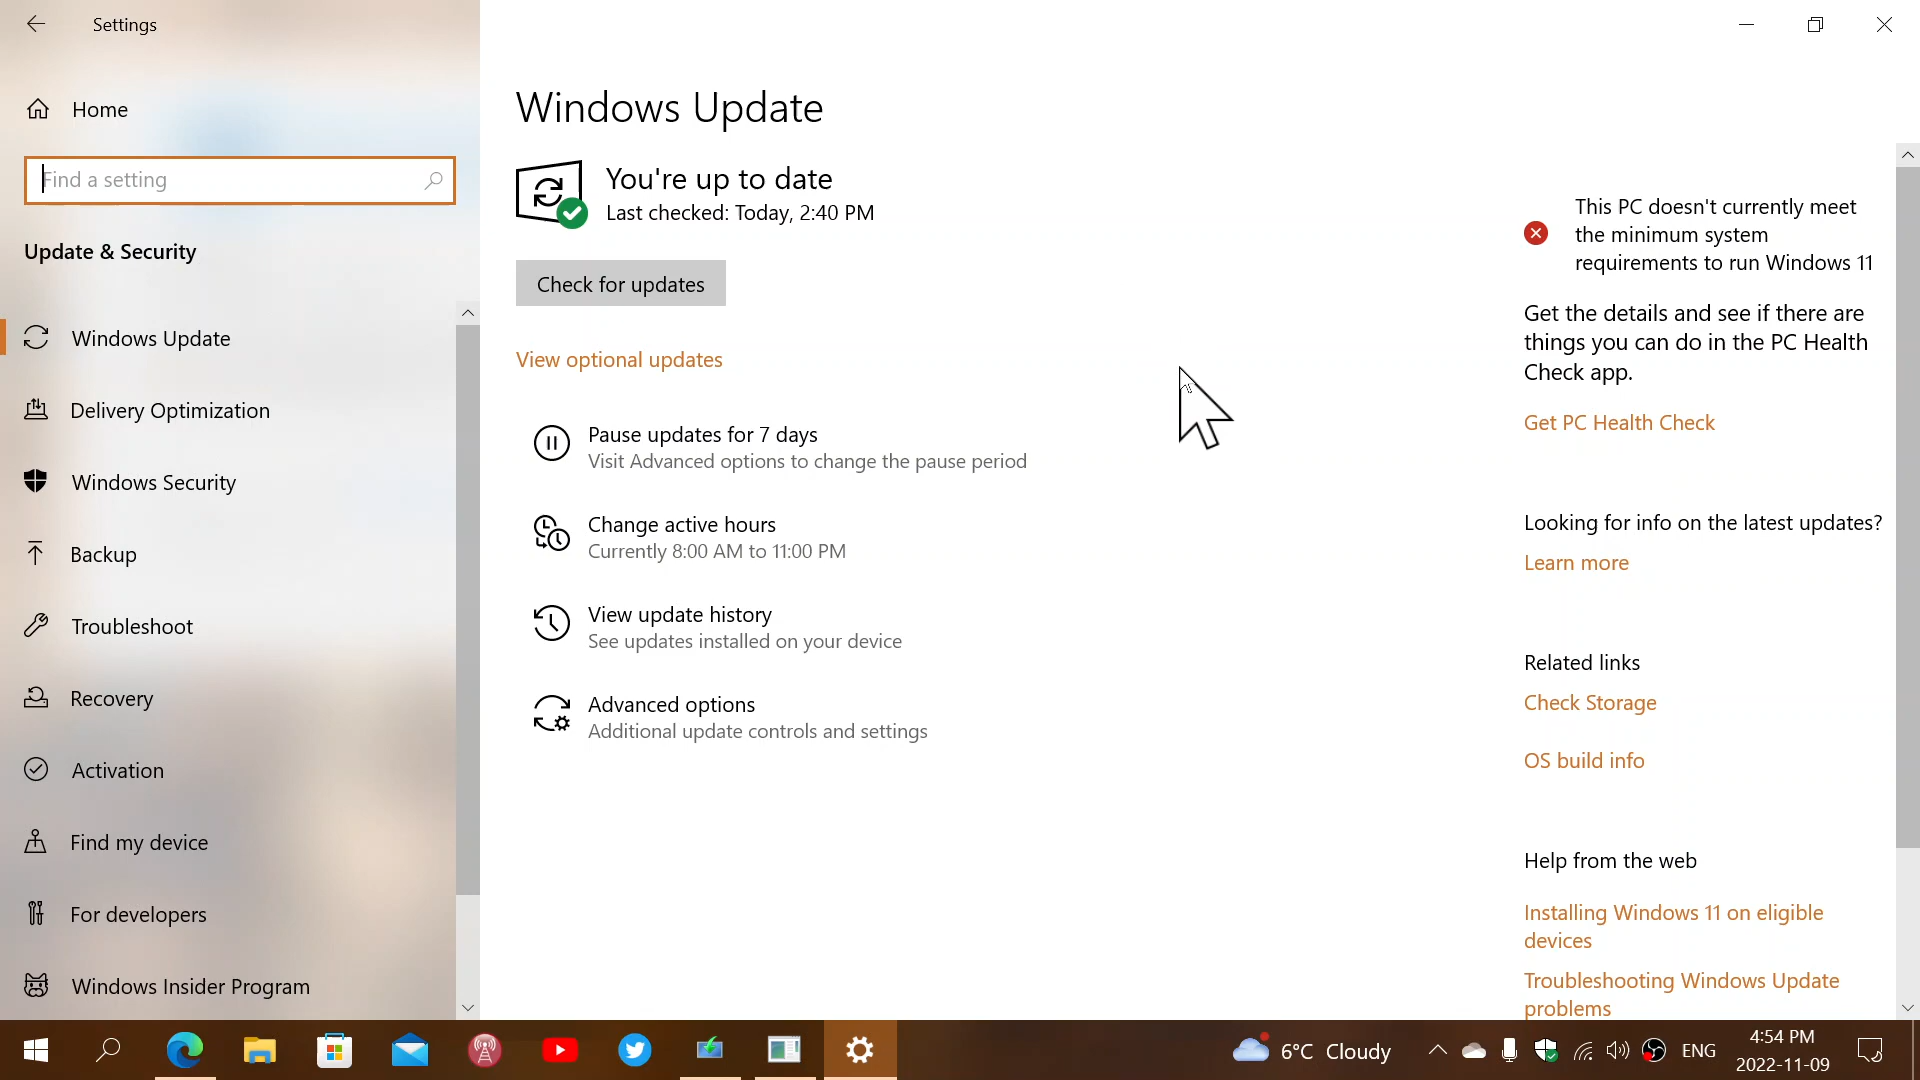 Settings
Home
Find a setting
Update & Security
Windows Update
Delivery Optimization
Windows Security
Backup
Troubleshoot
Recovery
Activation
Find my device
For developers
Windows Insider Program
Windows Update
You're up to date
Last checked: Today, 2:40 PM
Check for updates
View optional updates
Pause updates for 7 days
Visit Advanced options to change the pause period
Change active hours
Currently 8:00 AM to 11:00 PM
View update history
See updates installed on your device
Advanced options
Additional update controls and settings
This PC doesn't currently meet
the minimum system
requirements to run Windows 11
Get the details and see if there are
things you can do in the PC Health
Check app.
Get PC Health Check
Looking for info on the latest updates?
Learn more
Related links
Check Storage
OS build info
Help from the web
Installing Windows 11 on eligible
devices
Troubleshooting Windows Update
problems
6°C Cloudy
ENG
4:54 PM
2022-11-09